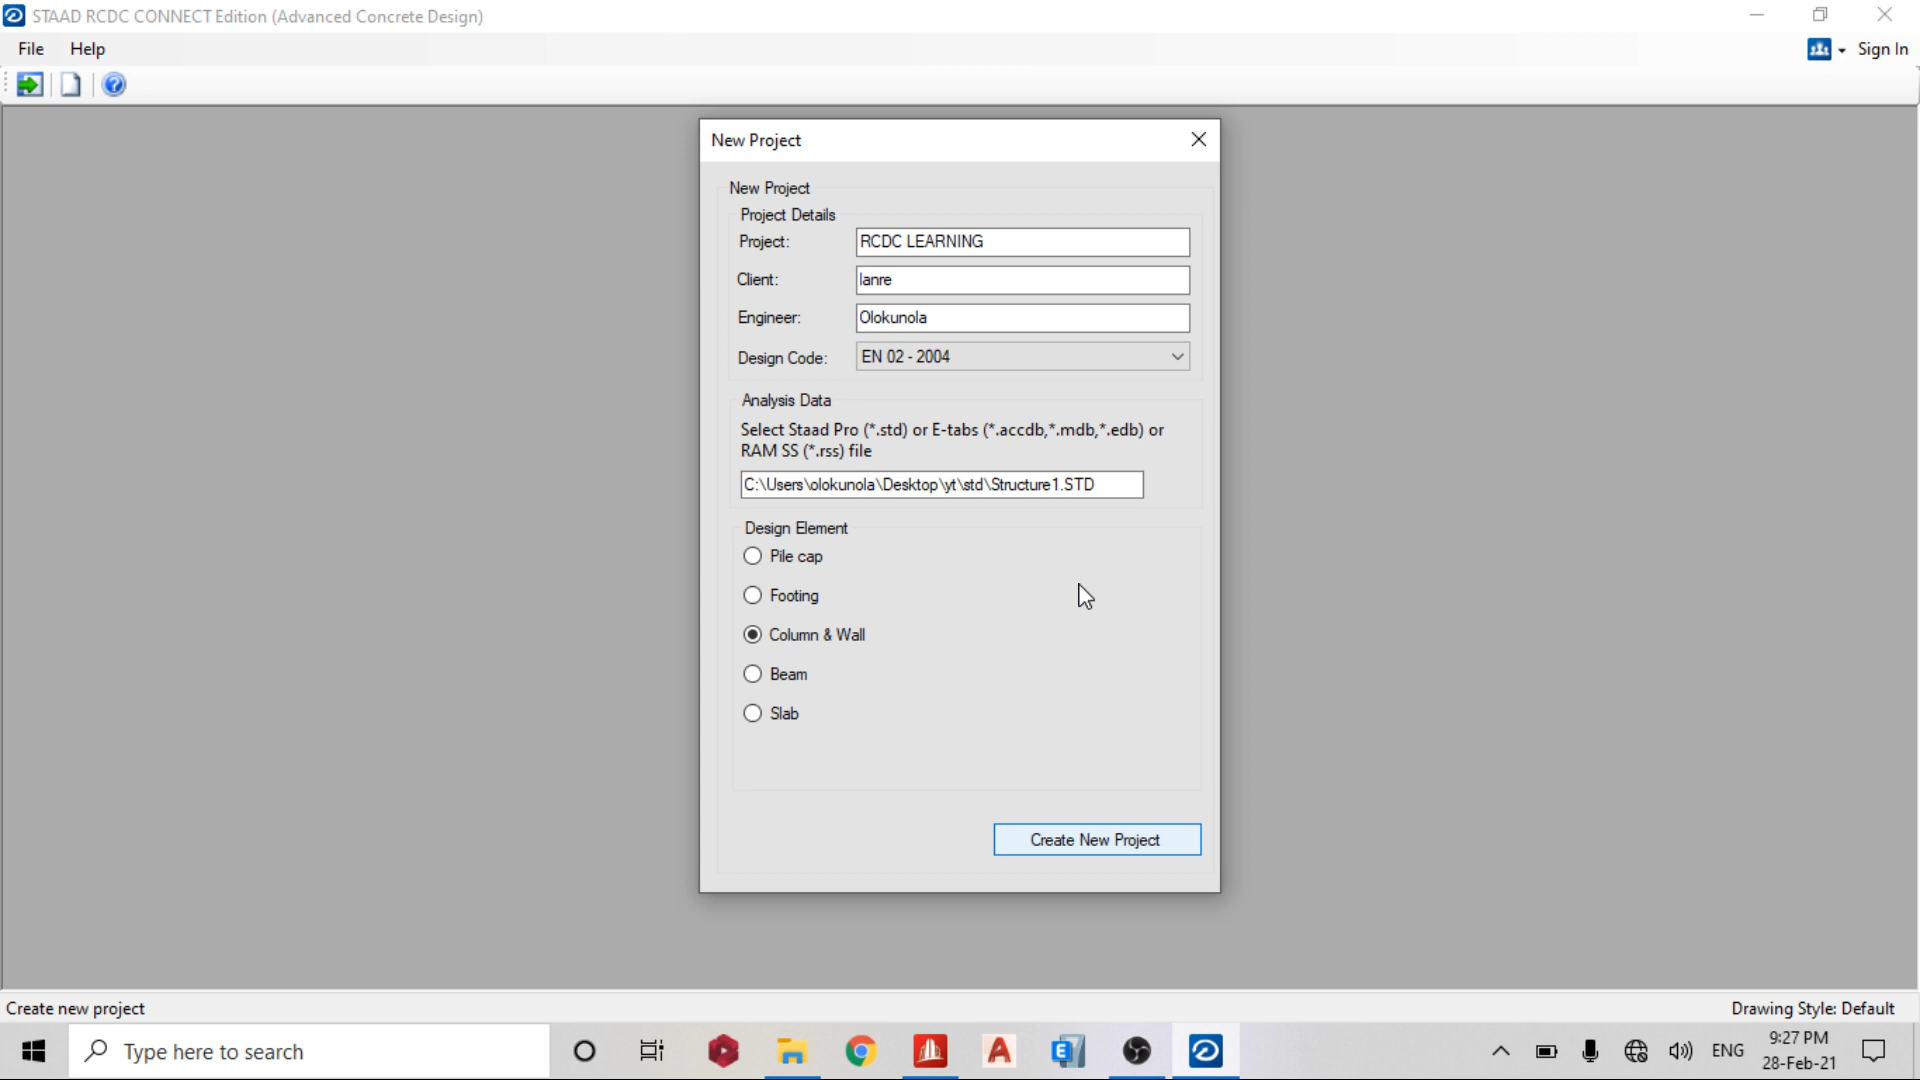 STAAD RCDC CONNECT Edition (Advanced Concrete Design)
File Help
Sign In
New Project
New Project
Project Details
Project: RCDC LEARNING
Client: lanre
Engineer: Olokunola
Design Code: EN 02 - 2004
Analysis Data
Select Staad Pro (*.std) or E-tabs (*.accdb,*.mdb,*.edb) or
RAM SS (*.rss) file
C:\Users\olokunola\Desktop\yt\std\Structure1.STD
Design Element
Pile cap
Footing
Column & Wall
Beam
Slab
Create New Project
Create new project
Drawing Style: Default
Type here to search
ENG
9:27 PM
28-Feb-21